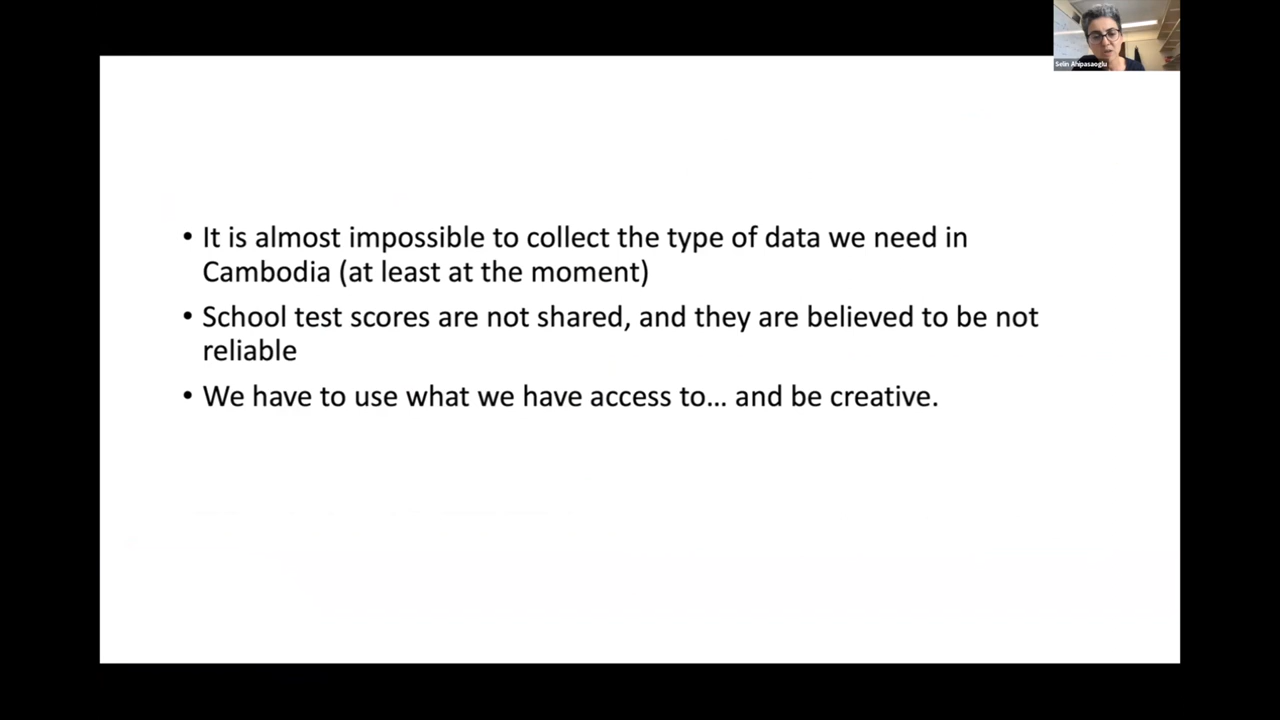 Selin Ahipasaoglu
• It is almost impossible to collect the type of data we need in
Cambodia (at least at the moment)
• School test scores are not shared, and they are believed to be not
reliable
• We have to use what we have access to… and be creative.